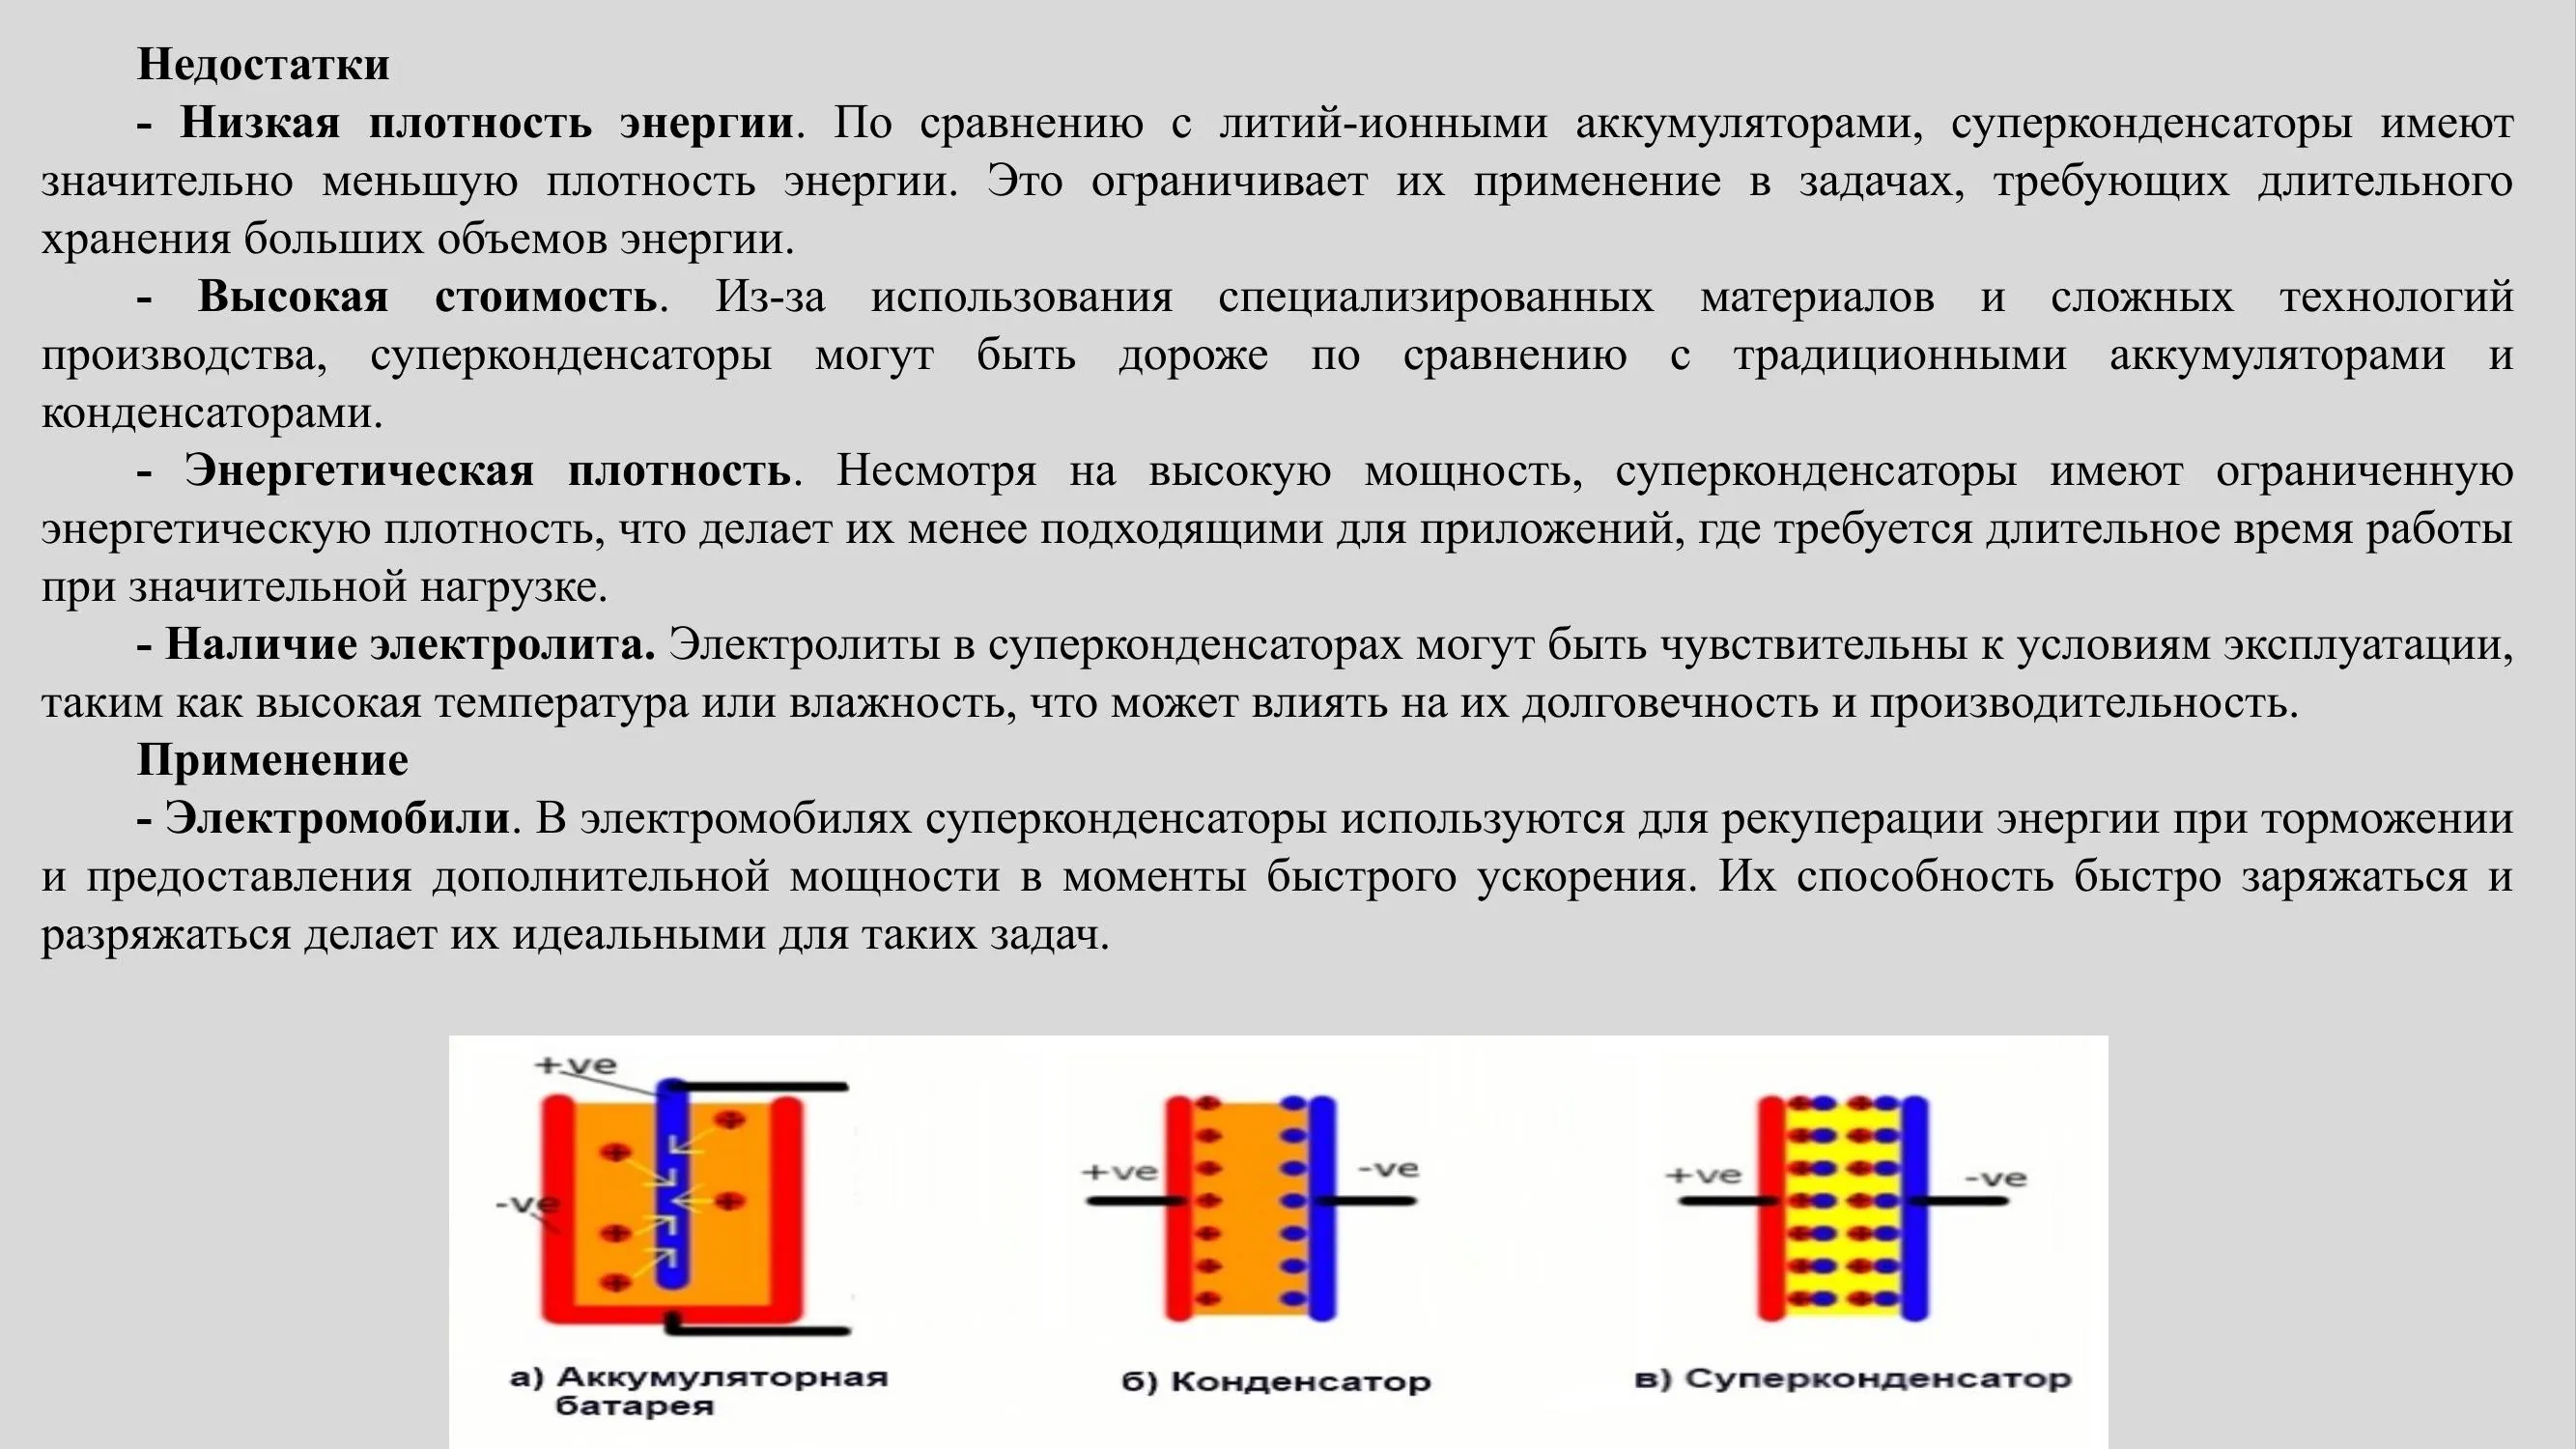 Недостатки
- Низкая плотность энергии. По сравнению с литий-ионными аккумуляторами, суперконденсаторы имеют
значительно меньшую плотность энергии. Это ограничивает их применение в задачах, требующих длительного
хранения больших объемов энергии.
- Высокая стоимость. Из-за использования специализированных материалов и сложных технологий
производства, суперконденсаторы могут быть дороже по сравнению с традиционными аккумуляторами и
конденсаторами.
- Энергетическая плотность. Несмотря на высокую мощность, суперконденсаторы имеют ограниченную
энергетическую плотность, что делает их менее подходящими для приложений, где требуется длительное время работы
при значительной нагрузке.
- Наличие электролита. Электролиты в суперконденсаторах могут быть чувствительны к условиям эксплуатации,
таким как высокая температура или влажность, что может влиять на их долговечность и производительность.
Применение
- Электромобили. В электромобилях суперконденсаторы используются для рекуперации энергии при торможении
и предоставления дополнительной мощности в моменты быстрого ускорения. Их способность быстро заряжаться и
разряжаться делает их идеальными для таких задач.
+ve
-ve
а) Аккумуляторная
батарея
+ve
-ve
б) Конденсатор
+ve
-ve
в) Суперконденсатор